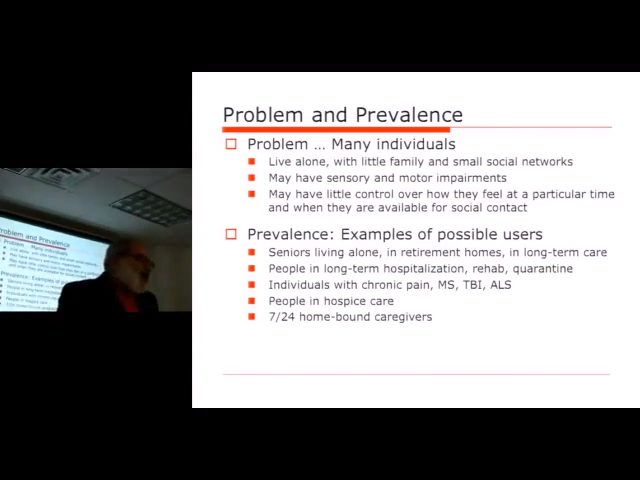 Problem and Prevalence
Problem … Many individuals
Live alone, with little family and small social networks
May have sensory and motor impairments
May have little control over how they feel at a particular time
and when they are available for social contact
Prevalence: Examples of possible users
Seniors living alone, in retirement homes, in long-term care
People in long-term hospitalization, rehab, quarantine
Individuals with chronic pain, MS, TBI, ALS
People in hospice care
7/24 home-bound caregivers
Problem and Prevalence